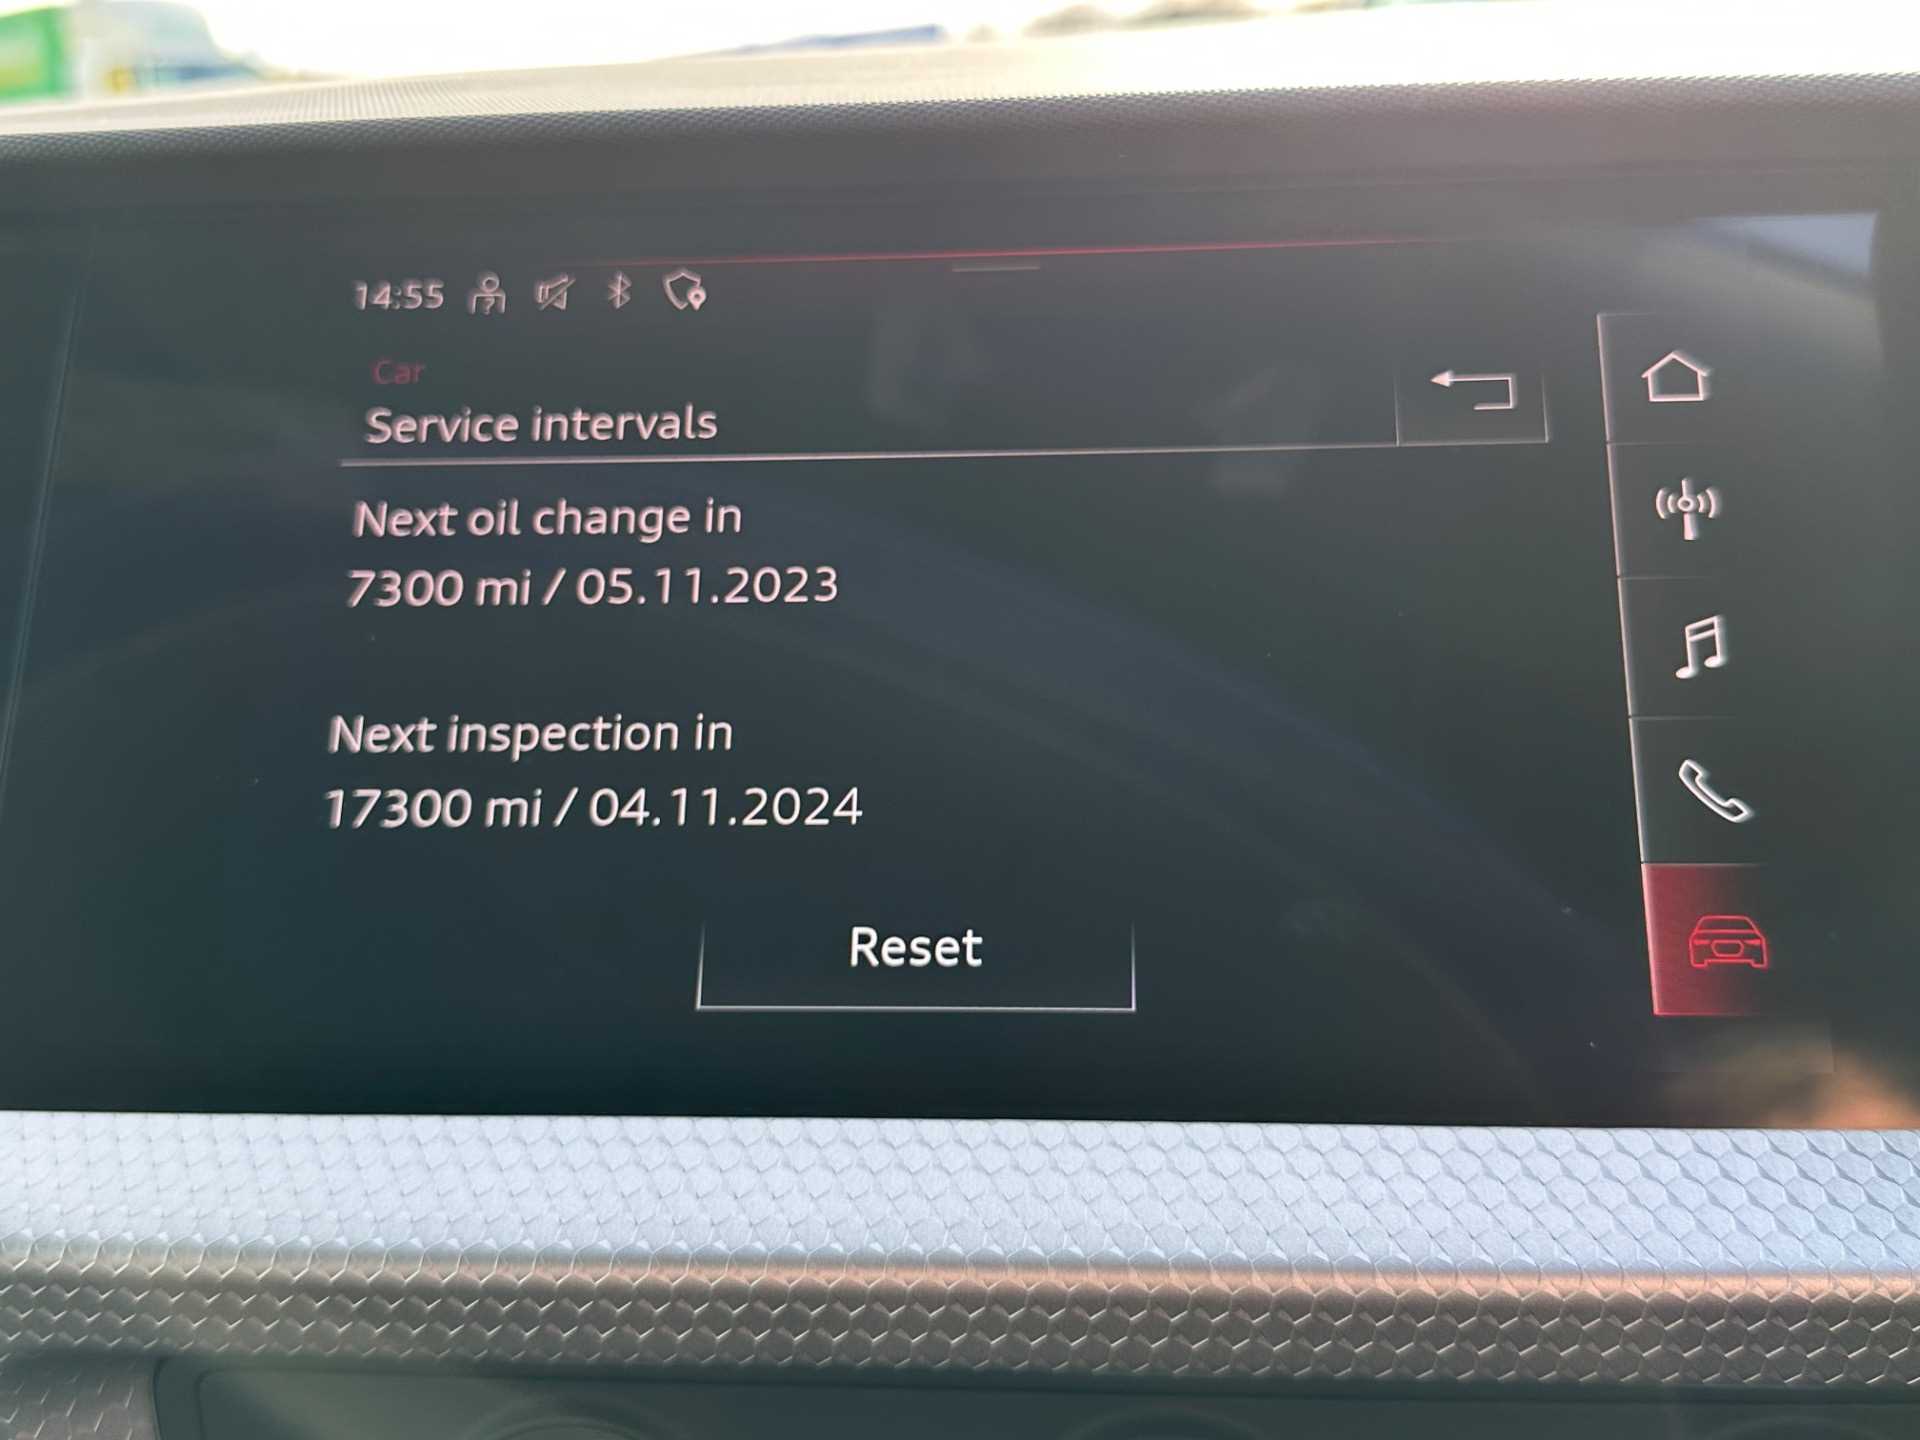 14:55
Car
Service intervals
Next oil change in
7300 mi / 05.11.2023
Next inspection in
17300 mi / 04.11.2024
Reset